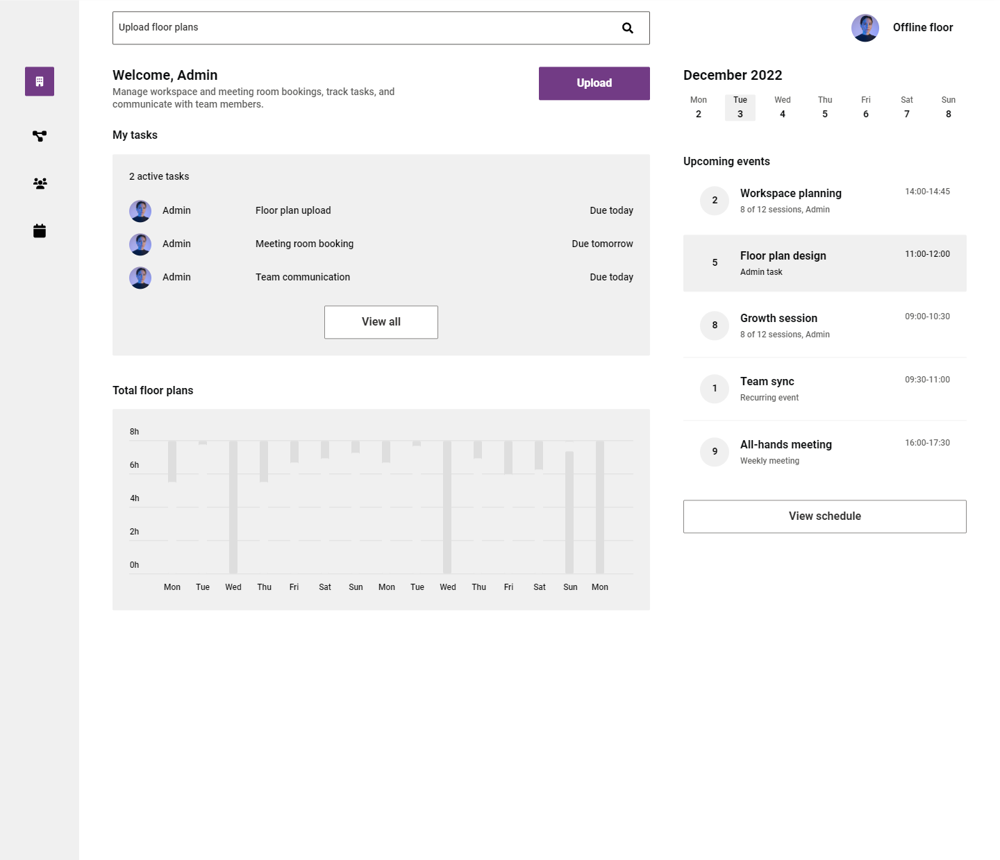 Upload floor plans
Offline floor
Welcome, Admin
Manage workspace and meeting room bookings, track tasks, and
communicate with team members.
Upload
My tasks
2 active tasks
Admin Floor plan upload Due today
Admin Meeting room booking Due tomorrow
Admin Team communication Due today
View all
Total floor plans
8h
6h
4h
2h
0h
Mon Tue Wed Thu Fri Sat Sun Mon Tue Wed Thu Fri Sat Sun Mon
December 2022
Mon Tue Wed Thu Fri Sat Sun
2 3 4 5 6 7 8
Upcoming events
2 Workspace planning 14:00-14:45
8 of 12 sessions, Admin
5 Floor plan design 11:00-12:00
Admin task
8 Growth session 09:00-10:30
8 of 12 sessions, Admin
1 Team sync 09:30-11:00
Recurring event
9 All-hands meeting 16:00-17:30
Weekly meeting
View schedule